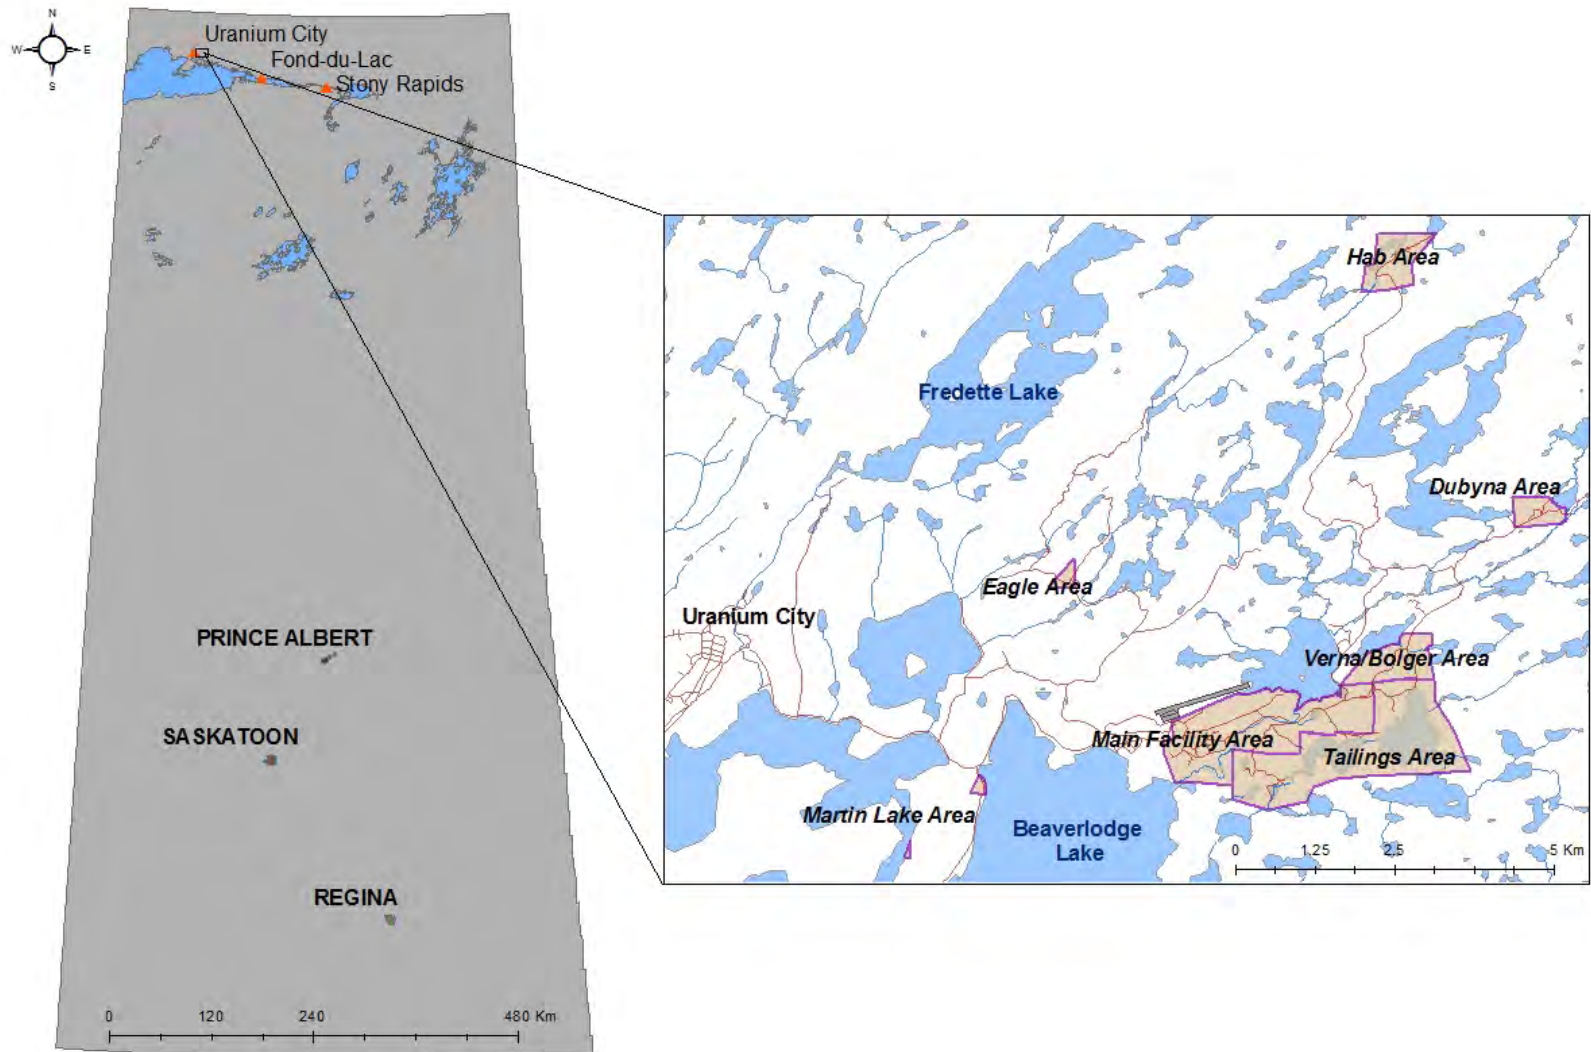 N
W
E
S
Uranium City
Fond-du-Lac
Stony Rapids
PRINCE ALBERT
SASKATOON
REGINA
0 120 240 480 Km
Hab Area
Fredette Lake
Dubyna Area
Eagle Area
Uranium City
Verna/Bolger Area
Main Facility Area
Tailings Area
Martin Lake Area
Beaverlodge
Lake
0 1.25 2.5 5 Km